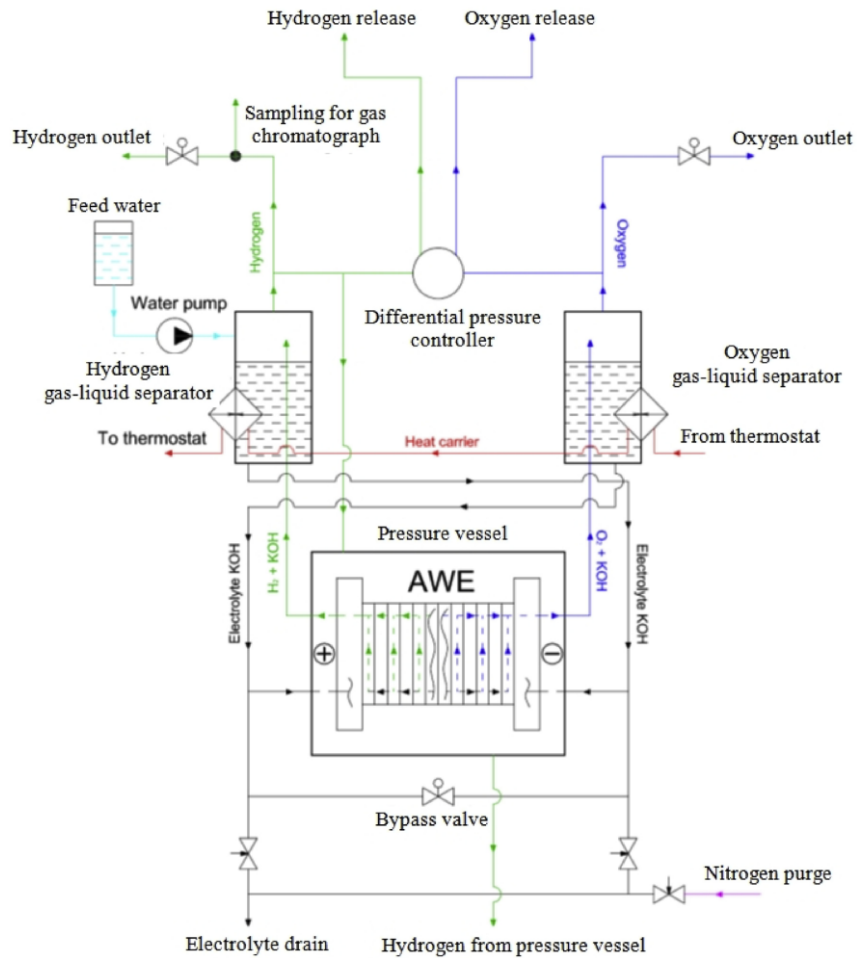 Hydrogen release
Oxygen release
Sampling for gas
chromatograph
Hydrogen outlet
Oxygen outlet
Feed water
Hydrogen
Oxygen
Water pump
Differential pressure
controller
Hydrogen
gas-liquid separator
Oxygen
gas-liquid separator
To thermostat
Heat carrier
From thermostat
Pressure vessel
Electrolyte KOH
H₂ + KOH
AWE
O₂ + KOH
Electrolyte KOH
+
−
Bypass valve
Nitrogen purge
Electrolyte drain
Hydrogen from pressure vessel